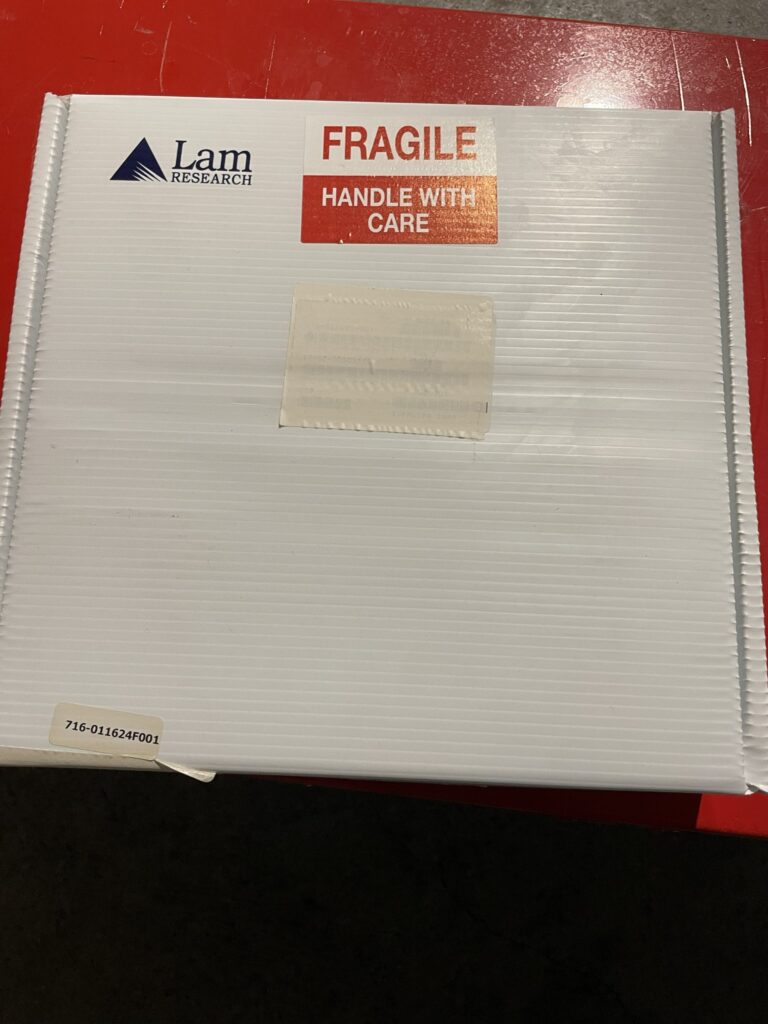 Lam
RESEARCH
FRAGILE
HANDLE WITH
CARE
716-011624F001